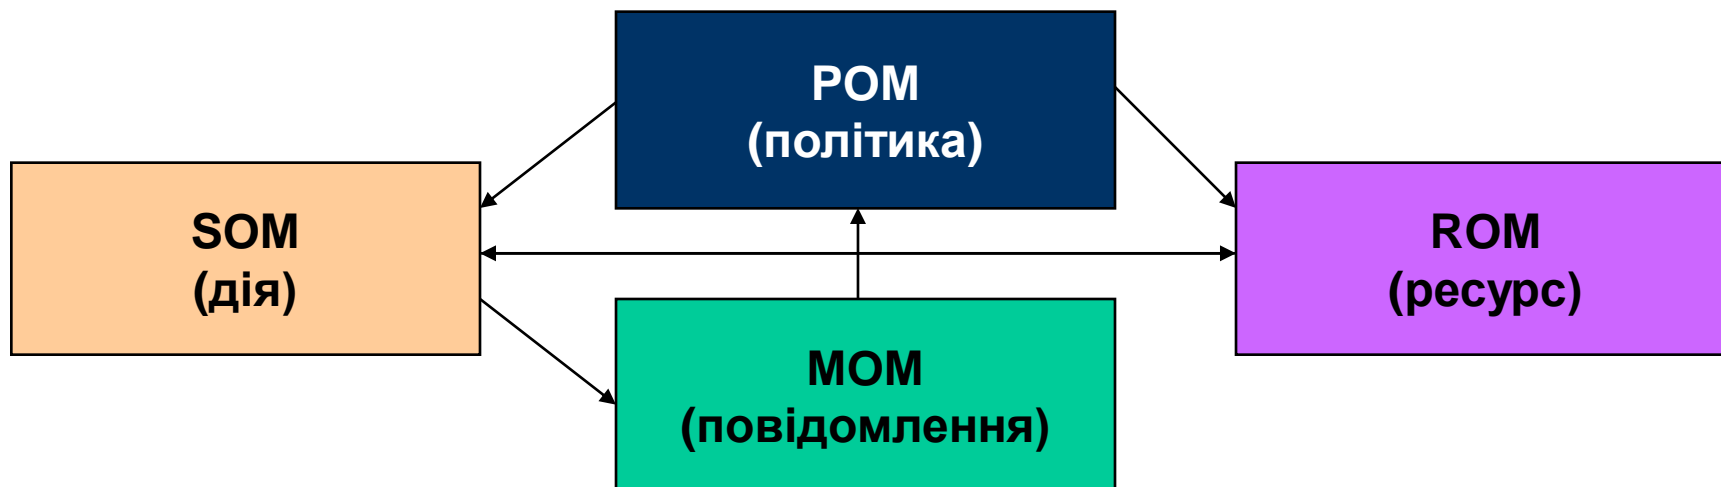 POM
(політика)
SOM
(дія)
ROM
(ресурс)
MOM
(повідомлення)